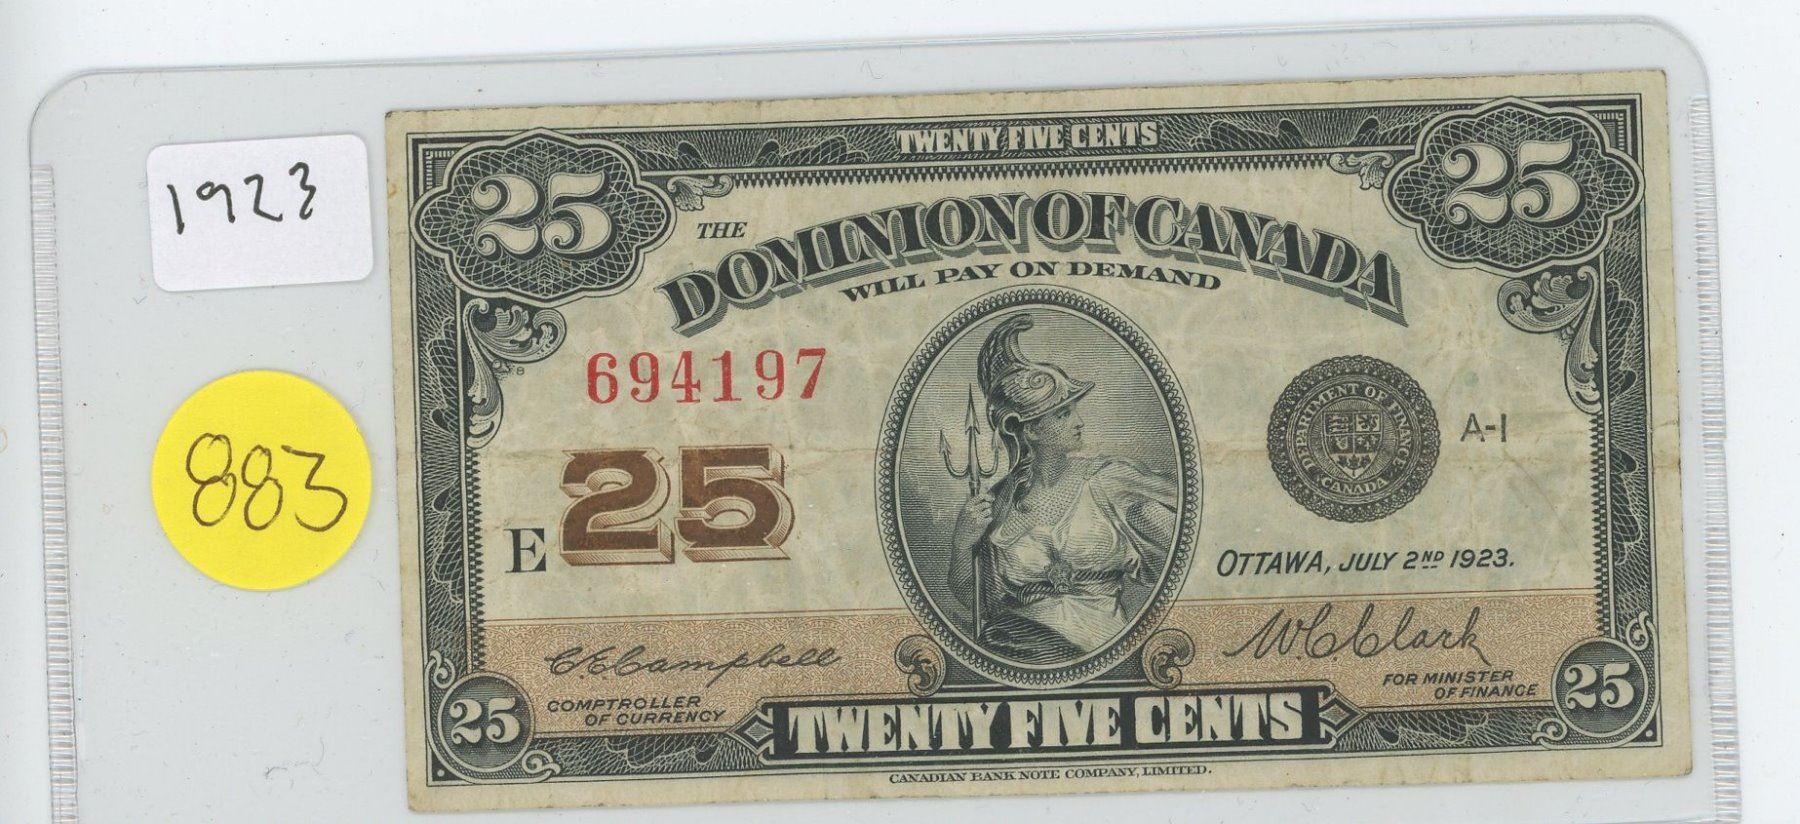 1923
883
TWENTY FIVE CENTS
25
25
THE
DOMINION OF CANADA
WILL PAY ON DEMAND
694197
DEPARTMENT OF FINANCE
CANADA
A-1
E 25
OTTAWA, JULY 2ND 1923.
C.E. Campbell
W.C. Clark
COMPTROLLER
OF CURRENCY
FOR MINISTER
OF FINANCE
25
TWENTY FIVE CENTS
25
CANADIAN BANK NOTE COMPANY, LIMITED.